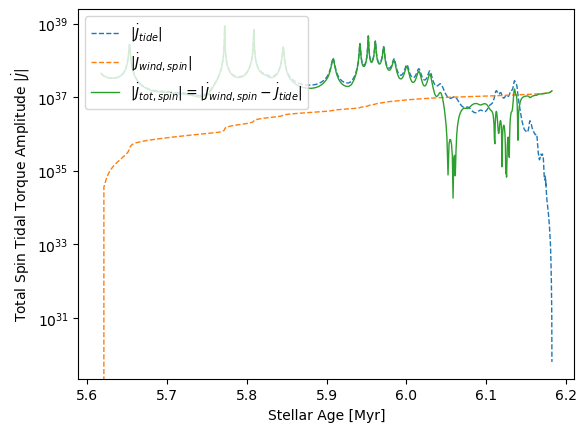 10^39
10^37
10^35
10^33
10^31
Total Spin Tidal Torque Amplitude |J̇|
|J̇_tide|
|J̇_wind,spin|
|J̇_tot,spin| = |J̇_wind,spin − J̇_tide|
5.6 5.7 5.8 5.9 6.0 6.1 6.2
Stellar Age [Myr]